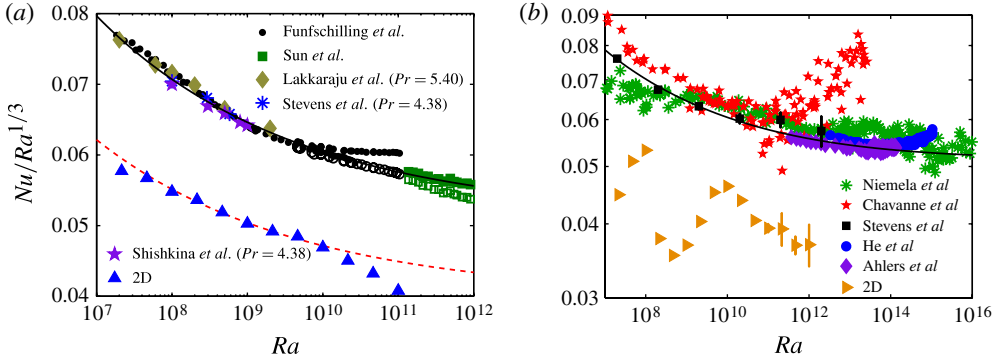 (a)
0.08
0.07
0.06
0.05
0.04
Nu/Ra^{1/3}
Funfschilling et al.
Sun et al.
Lakkaraju et al. (Pr = 5.40)
Stevens et al. (Pr = 4.38)
Shishkina et al. (Pr = 4.38)
2D
10^7 10^8 10^9 10^10 10^11 10^12
Ra
(b)
0.09
0.08
0.07
0.06
0.05
0.04
0.03
Niemela et al
Chavanne et al
Stevens et al
He et al
Ahlers et al
2D
10^8 10^10 10^12 10^14 10^16
Ra